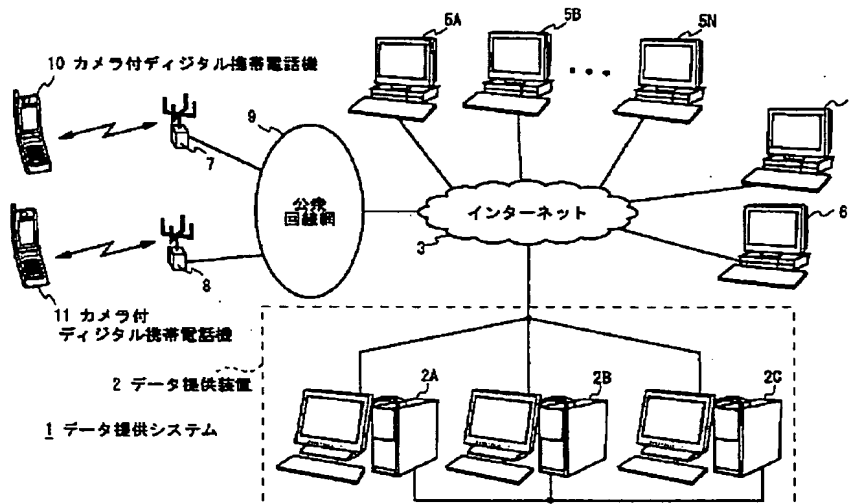 5A
5B
5N
10 カメラ付ディジタル携帯電話機
9
7
公衆
回線網
インターネット
3
6
8
11 カメラ付
ディジタル携帯電話機
2 データ提供装置
2A
2B
2C
1 データ提供システム